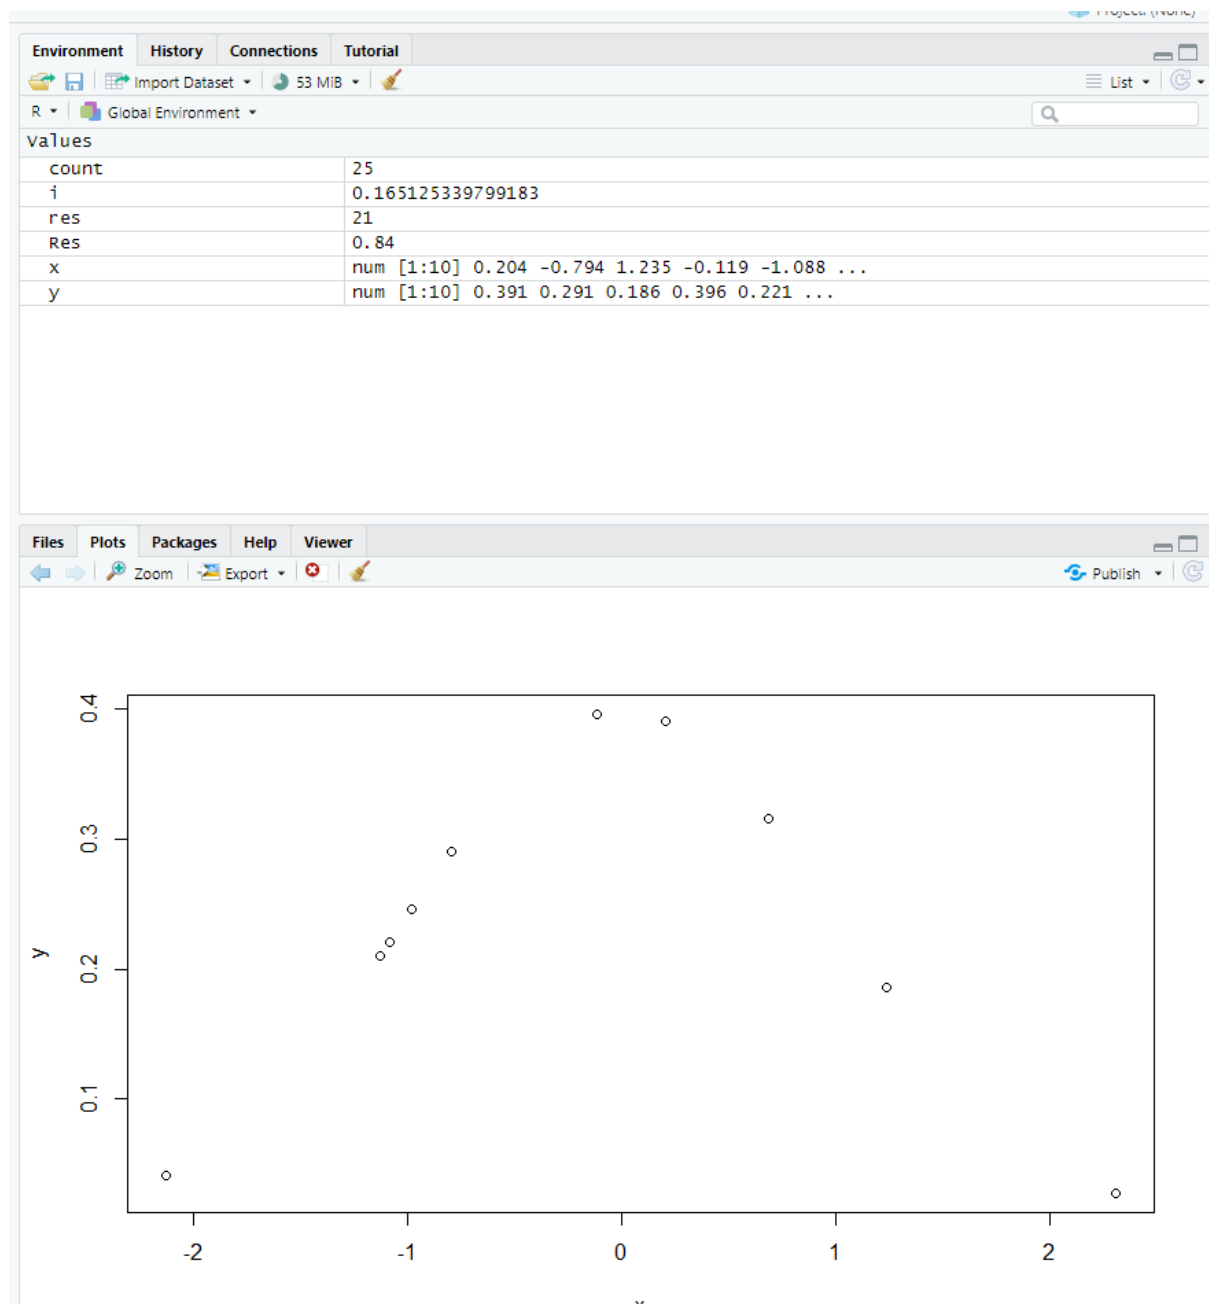 Project: (None)
Environment History Connections Tutorial
Import Dataset 53 MiB List
R Global Environment
Values
count 25
i 0.165125339799183
res 21
Res 0.84
x num [1:10] 0.204 -0.794 1.235 -0.119 -1.088 ...
y num [1:10] 0.391 0.291 0.186 0.396 0.221 ...
Files Plots Packages Help Viewer
Zoom Export Publish
0.4
0.3
y
0.2
0.1
-2 -1 0 1 2
x